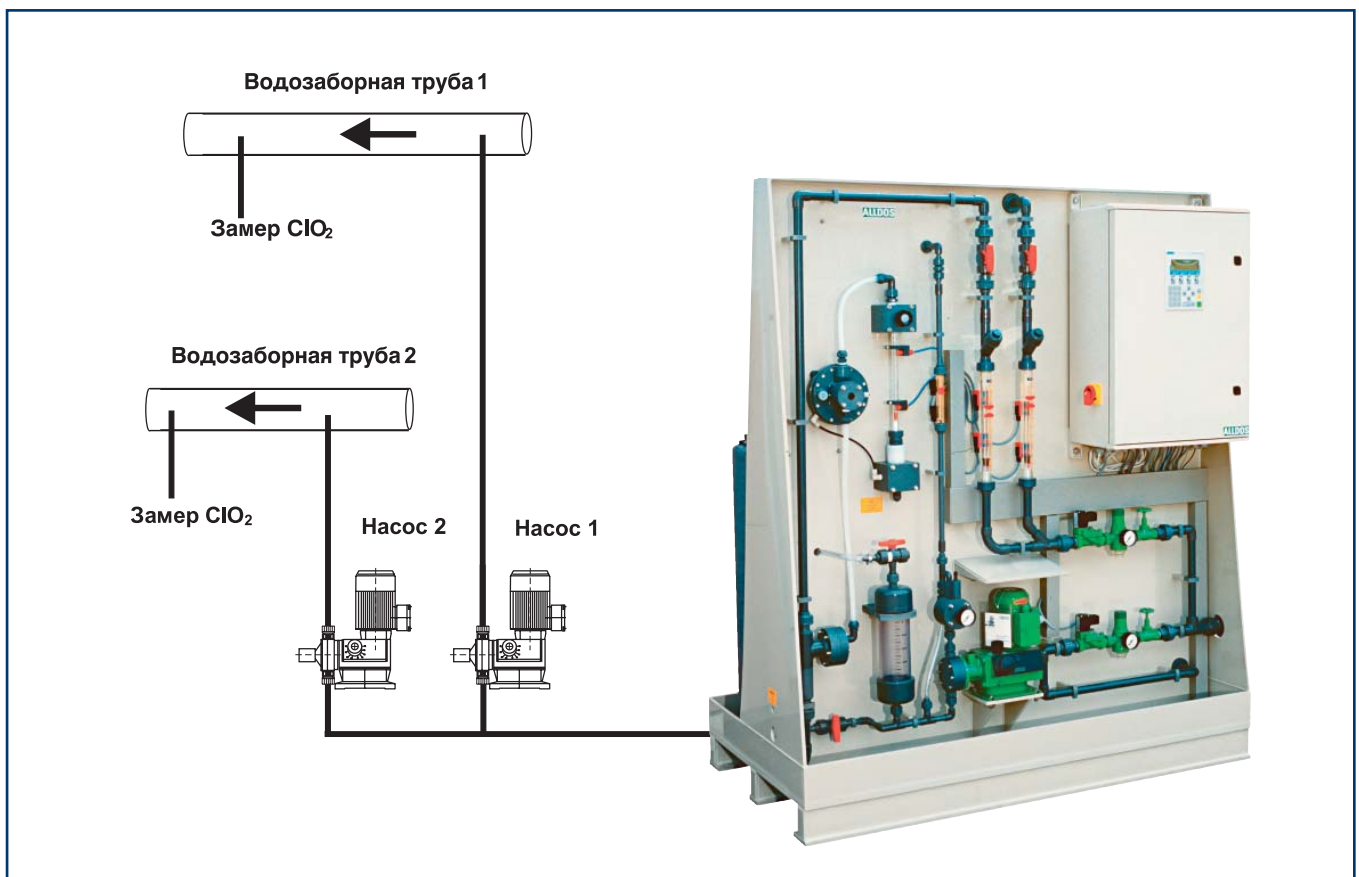 Водозаборная труба 1
Замер ClO₂
Водозаборная труба 2
Замер ClO₂
Насос 2
Насос 1
ALLDOS
ALLDOS